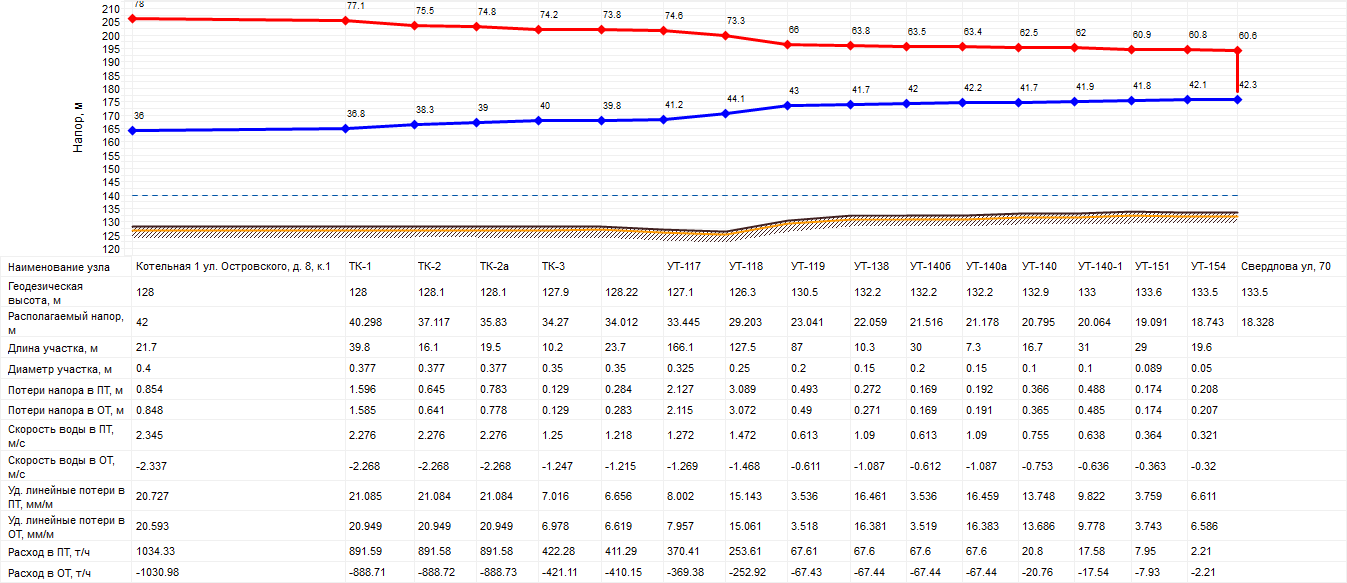 210
205
200
195
190
185
180
175
170
165
160
155
150
145
140
135
130
125
120
Напор, м
78 77.1 75.5 74.8 74.2 73.8 74.6 73.3 66 63.8 63.5 63.4 62.5 62 60.9 60.8 60.6
36 36.8 38.3 39 40 39.8 41.2 44.1 43 41.7 42 42.2 41.7 41.9 41.8 42.1 42.3
Наименование узла Котельная 1 ул. Островского, д. 8, к.1 ТК-1 ТК-2 ТК-2а ТК-3 УТ-117 УТ-118 УТ-119 УТ-138 УТ-140б УТ-140а УТ-140 УТ-140-1 УТ-151 УТ-154 Свердлова ул, 70
Геодезическая
высота, м
128 128 128.1 128.1 127.9 128.22 127.1 126.3 130.5 132.2 132.2 132.2 132.9 133 133.6 133.5 133.5
Располагаемый напор,
м
42 40.298 37.117 35.83 34.27 34.012 33.445 29.203 23.041 22.059 21.516 21.178 20.795 20.064 19.091 18.743 18.328
Длина участка, м 21.7 39.8 16.1 19.5 10.2 23.7 166.1 127.5 87 10.3 30 7.3 16.7 31 29 19.6
Диаметр участка, м 0.4 0.377 0.377 0.377 0.35 0.35 0.325 0.25 0.2 0.15 0.2 0.15 0.1 0.1 0.089 0.05
Потери напора в ПТ, м 0.854 1.596 0.645 0.783 0.129 0.284 2.127 3.089 0.493 0.272 0.169 0.192 0.366 0.488 0.174 0.208
Потери напора в ОТ, м 0.848 1.585 0.641 0.778 0.129 0.283 2.115 3.072 0.49 0.271 0.169 0.191 0.365 0.485 0.174 0.207
Скорость воды в ПТ,
м/с
2.345 2.276 2.276 2.276 1.25 1.218 1.272 1.472 0.613 1.09 0.613 1.09 0.755 0.638 0.364 0.321
Скорость воды в ОТ,
м/с
-2.337 -2.268 -2.268 -2.268 -1.247 -1.215 -1.269 -1.468 -0.611 -1.087 -0.612 -1.087 -0.753 -0.636 -0.363 -0.32
Уд. линейные потери в
ПТ, мм/м
20.727 21.085 21.084 21.084 7.016 6.656 8.002 15.143 3.536 16.461 3.536 16.459 13.748 9.822 3.759 6.611
Уд. линейные потери в
ОТ, мм/м
20.593 20.949 20.949 20.949 6.978 6.619 7.957 15.061 3.518 16.381 3.519 16.383 13.686 9.778 3.743 6.586
Расход в ПТ, т/ч 1034.33 891.59 891.58 891.58 422.28 411.29 370.41 253.61 67.61 67.6 67.6 67.6 20.8 17.58 7.95 2.21
Расход в ОТ, т/ч -1030.98 -888.71 -888.72 -888.73 -421.11 -410.15 -369.38 -252.92 -67.43 -67.44 -67.44 -67.44 -20.76 -17.54 -7.93 -2.21